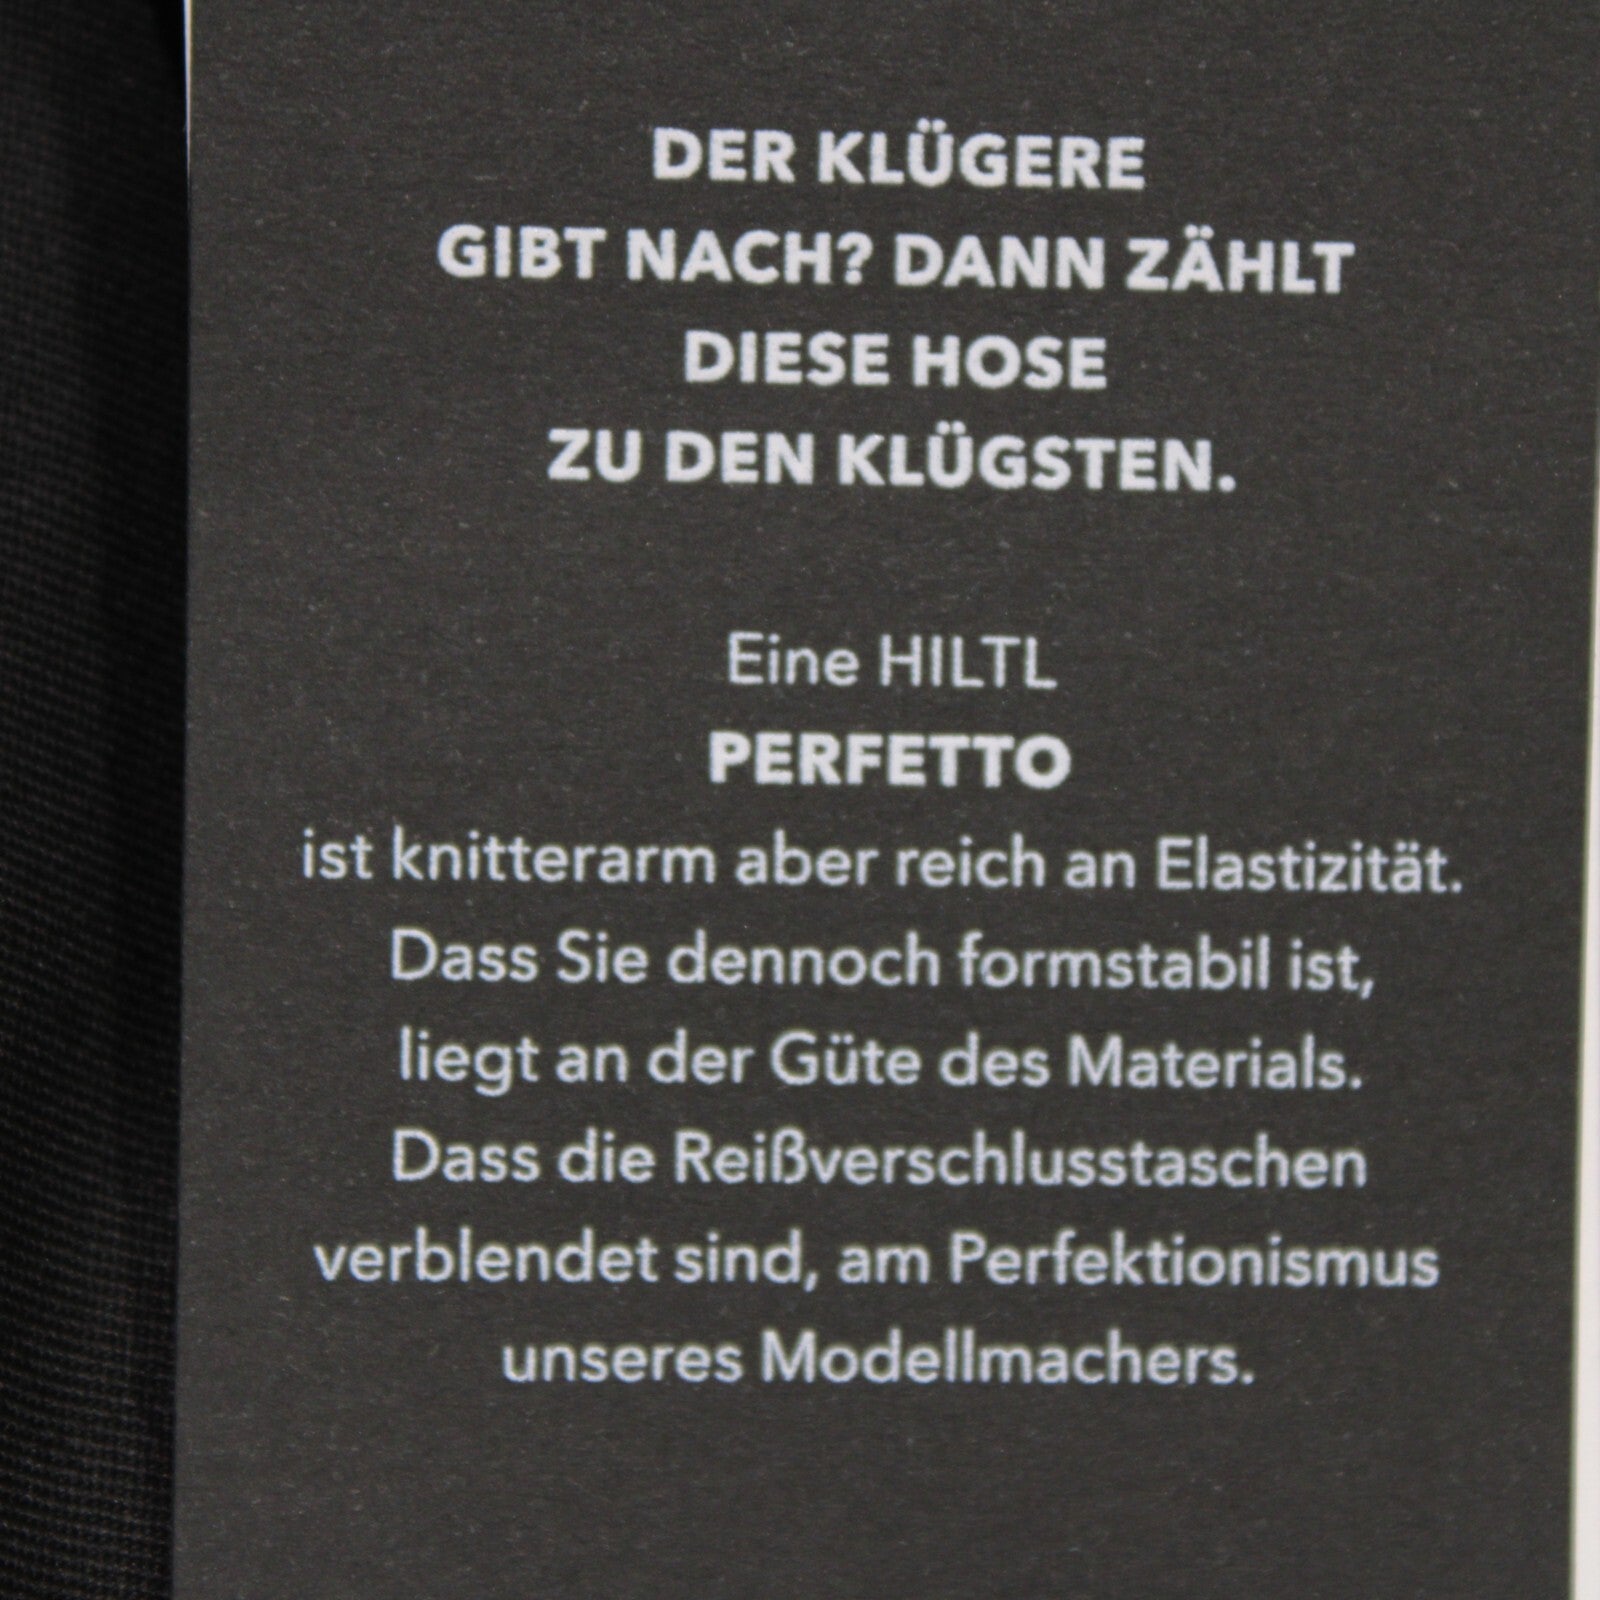 DER KLÜGERE
GIBT NACH? DANN ZÄHLT
DIESE HOSE
ZU DEN KLÜGSTEN.
Eine HILTL
PERFETTO
ist knitterarm aber reich an Elastizität.
Dass Sie dennoch formstabil ist,
liegt an der Güte des Materials.
Dass die Reißverschlusstaschen
verblendet sind, am Perfektionismus
unseres Modellmachers.